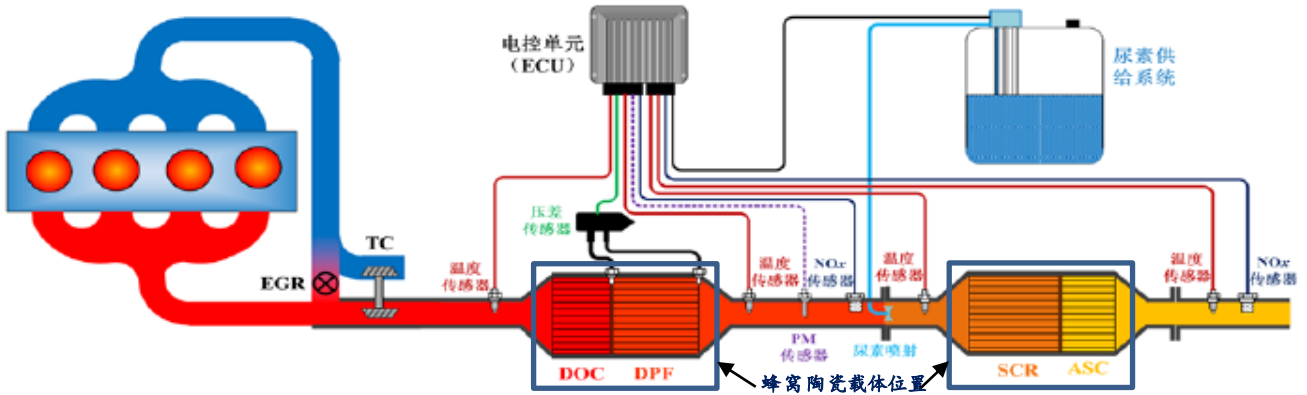 电控单元
（ECU）
尿素供
给系统
压差
传感器
TC
EGR
温度
传感器
温度
传感器
NOx
传感器
温度
传感器
温度
传感器
NOx
传感器
PM
传感器
尿素喷射
DOC
DPF
蜂窝陶瓷载体位置
SCR
ASC